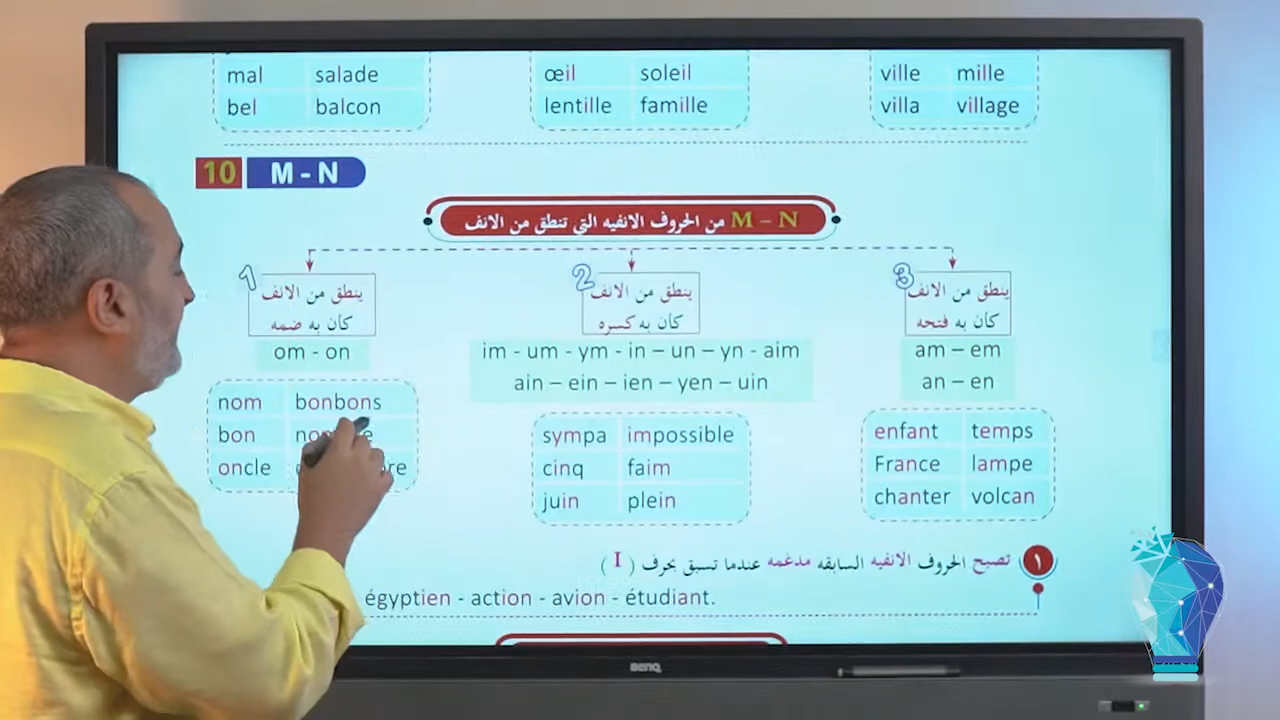 mal salade
bel balcon
œil soleil
lentille famille
ville mille
villa village
10 M - N
M – N من الحروف الانفيه التي تنطق من الانف
1
ينطق من الانف
كان به ضمه
om - on
nom bonbons
bon
oncle
2
ينطق من الانف
كان به كسره
im - um - ym - in – un – yn - aim
ain – ein – ien – yen – uin
sympa impossible
cinq faim
juin plein
3
ينطق من الانف
كان به فتحه
am – em
an – en
enfant temps
France lampe
chanter volcan
١ تصبح الحروف الانفيه السابقه مدغمه عندما تسبق بحرف ( I )
égyptien - action - avion - étudiant.
BenQ